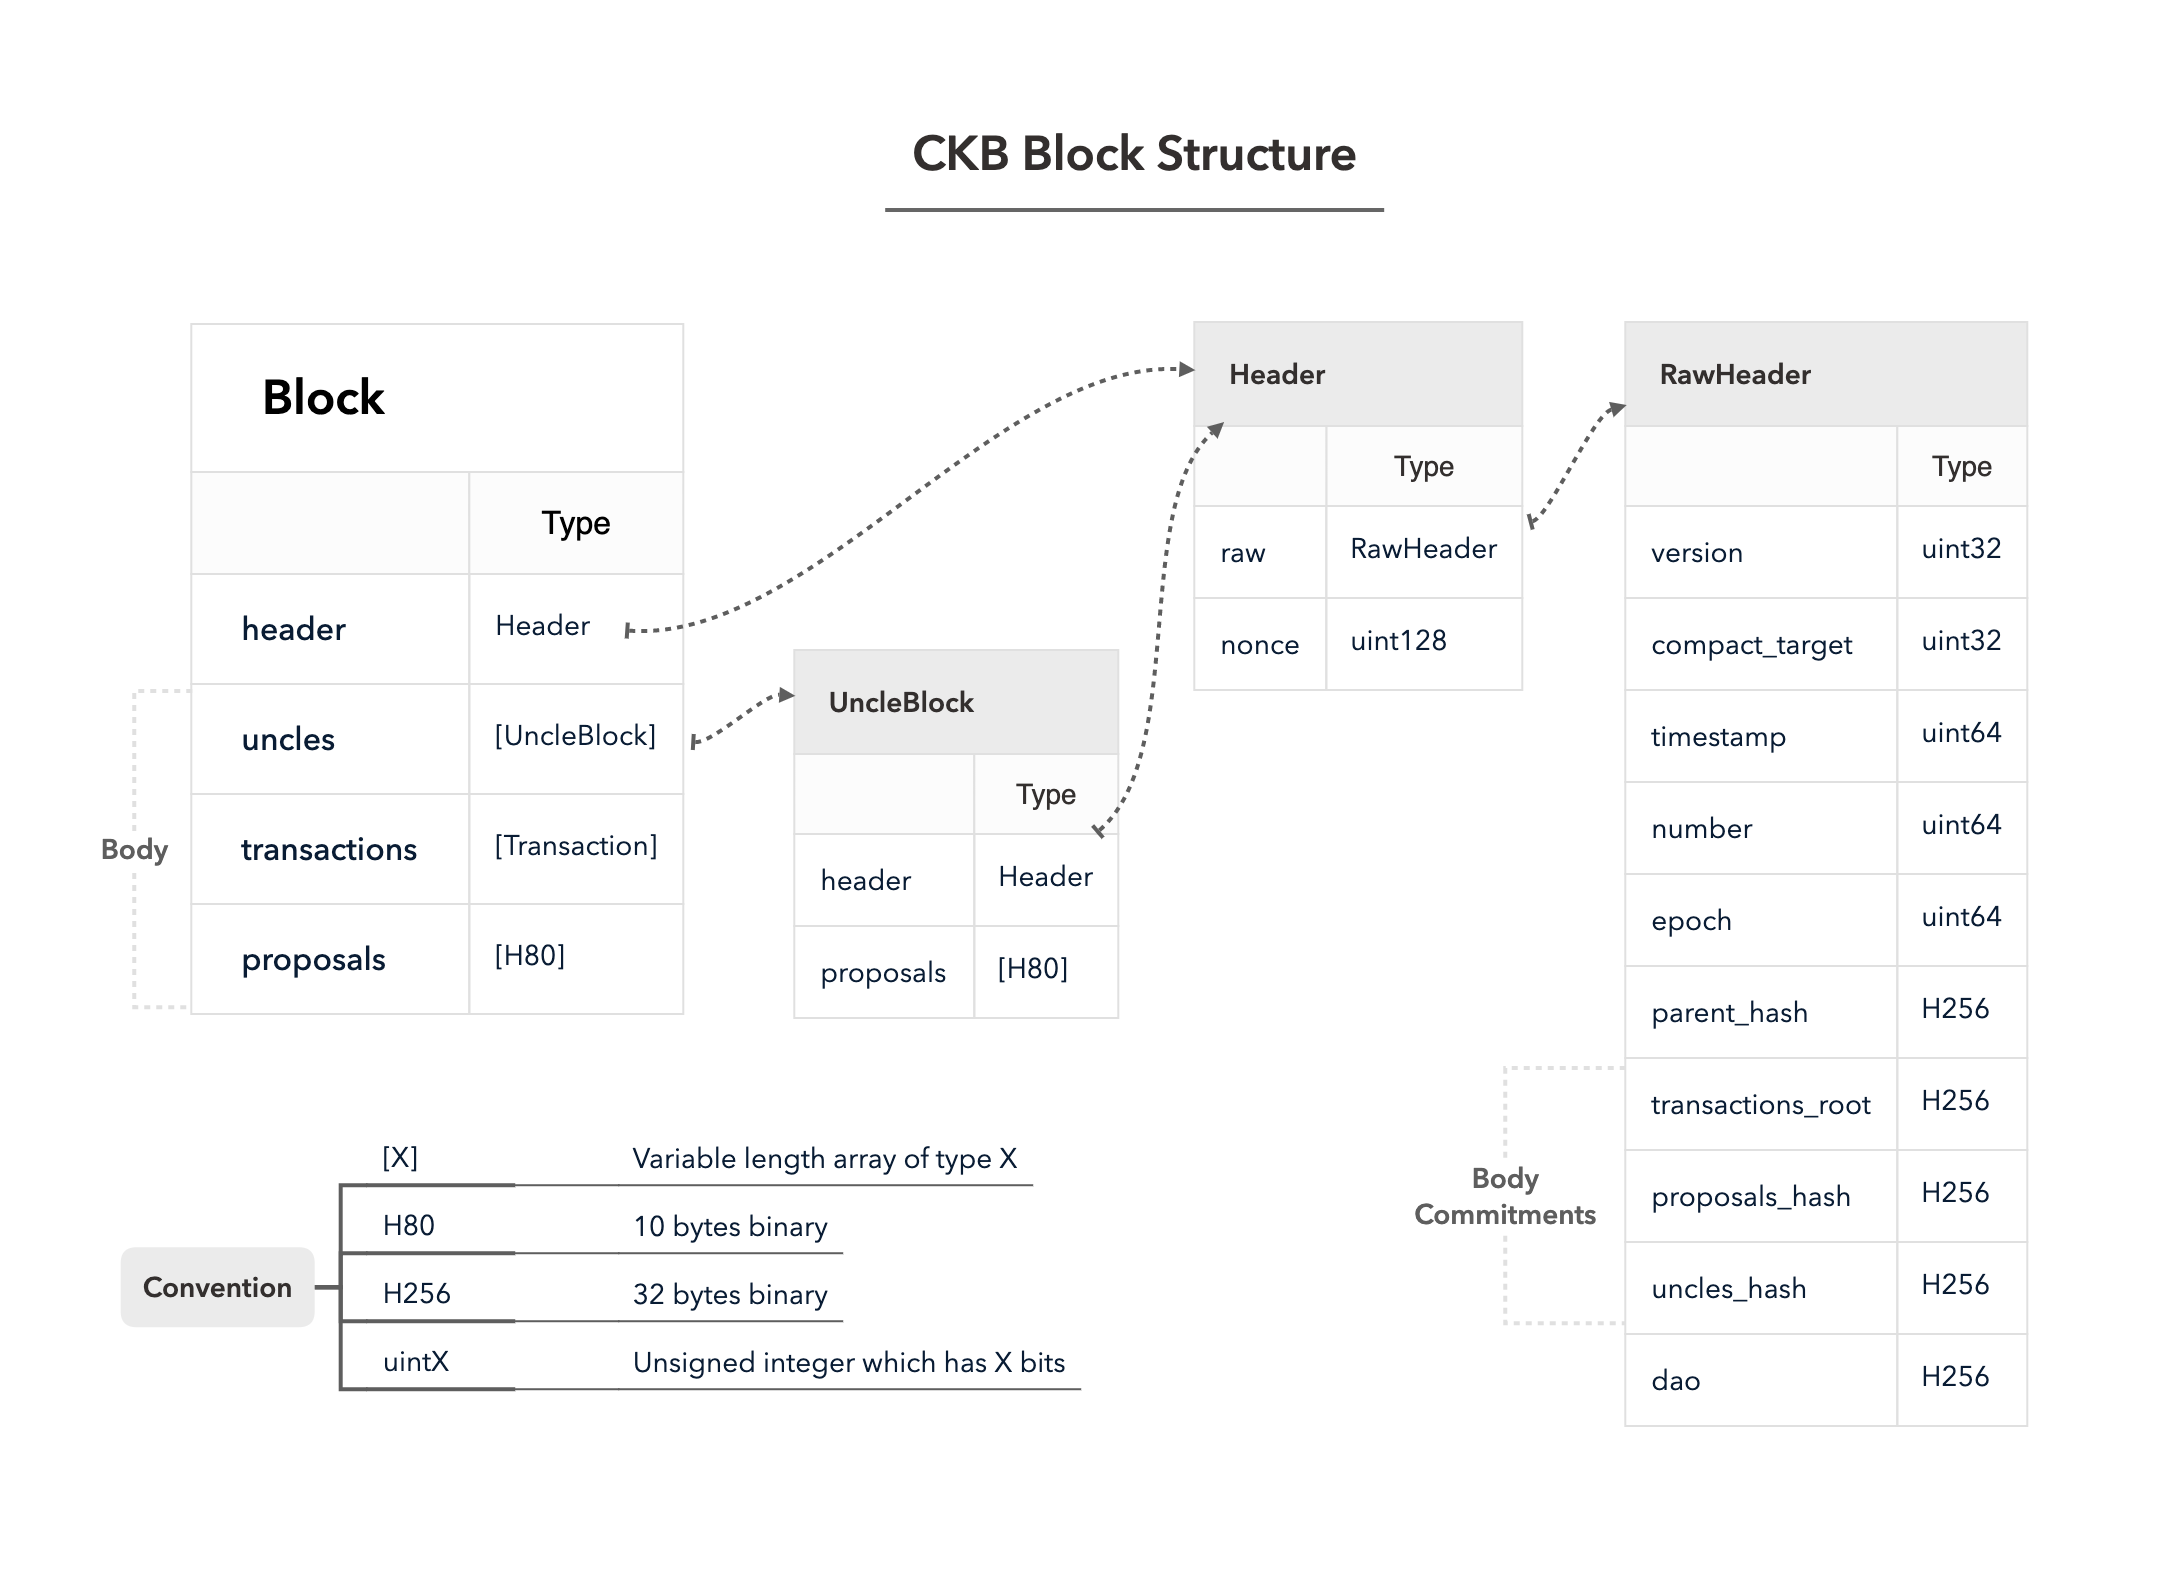 CKB Block Structure
Block
Type
header Header
uncles [UncleBlock]
transactions [Transaction]
proposals [H80]
Body
UncleBlock
Type
header Header
proposals [H80]
Header
Type
raw RawHeader
nonce uint128
RawHeader
Type
version uint32
compact_target uint32
timestamp uint64
number uint64
epoch uint64
parent_hash H256
transactions_root H256
proposals_hash H256
uncles_hash H256
dao H256
Body
Commitments
Convention
[X] Variable length array of type X
H80 10 bytes binary
H256 32 bytes binary
uintX Unsigned integer which has X bits